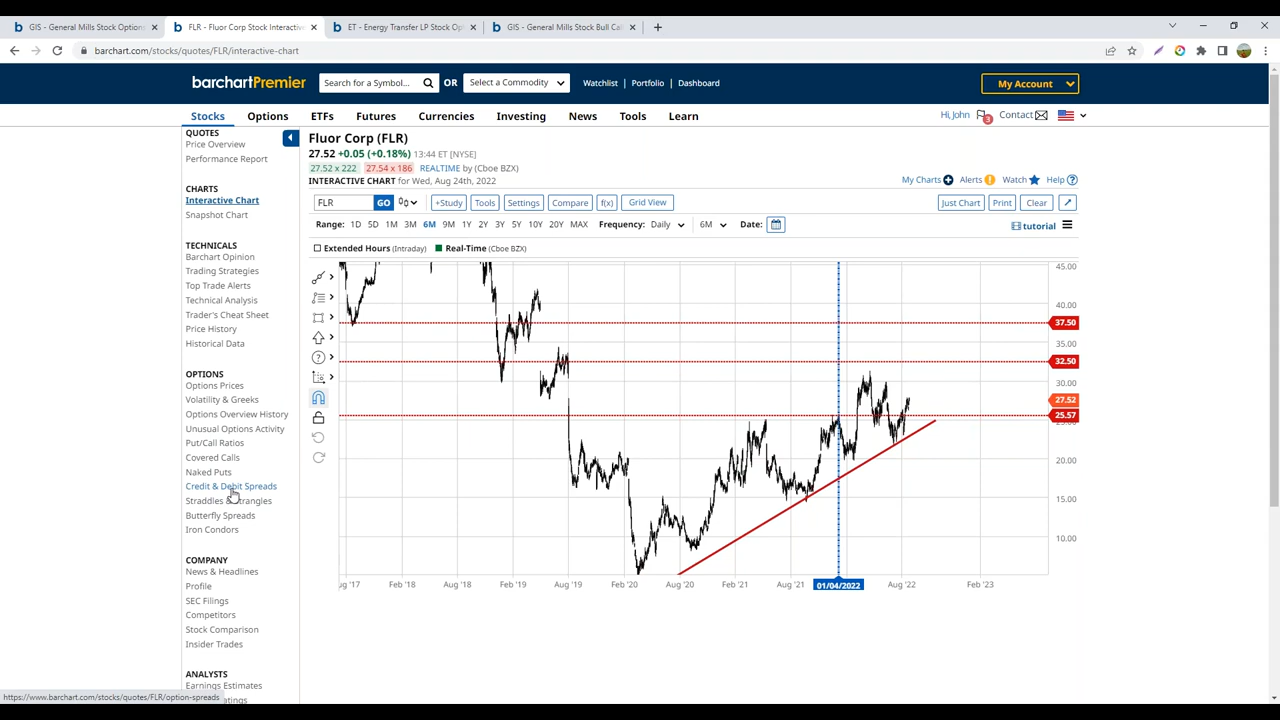 GIS - General Mills Stock Options
FLR - Fluor Corp Stock Interactive
ET - Energy Transfer LP Stock Opt
GIS - General Mills Stock Bull Cal
barchart.com/stocks/quotes/FLR/interactive-chart
barchartPremier
Search for a Symbol...
OR
Select a Commodity
Watchlist | Portfolio | Dashboard
My Account
Stocks Options ETFs Futures Currencies Investing News Tools Learn
Hi, John
3
Contact
QUOTES
Price Overview
Performance Report
CHARTS
Interactive Chart
Snapshot Chart
TECHNICALS
Barchart Opinion
Trading Strategies
Top Trade Alerts
Technical Analysis
Trader's Cheat Sheet
Price History
Historical Data
OPTIONS
Options Prices
Volatility & Greeks
Options Overview History
Unusual Options Activity
Put/Call Ratios
Covered Calls
Naked Puts
Credit & Debit Spreads
Straddles & Strangles
Butterfly Spreads
Iron Condors
COMPANY
News & Headlines
Profile
SEC Filings
Competitors
Stock Comparison
Insider Trades
ANALYSTS
Earnings Estimates
https://www.barchart.com/stocks/quotes/FLR/option-spreads
Fluor Corp (FLR)
27.52 +0.05 (+0.18%) 13:44 ET [NYSE]
27.52 x 222 27.54 x 186 REALTIME by (Cboe BZX)
INTERACTIVE CHART for Wed, Aug 24th, 2022
My Charts Alerts Watch Help
FLR GO +Study Tools Settings Compare f(x) Grid View
Just Chart Print Clear
Range: 1D 5D 1M 3M 6M 9M 1Y 2Y 3Y 5Y 10Y 20Y MAX Frequency: Daily 6M Date:
tutorial
Extended Hours (Intraday) Real-Time (Cboe BZX)
45.00
40.00
37.50
35.00
32.50
30.00
27.52
25.57
20.00
15.00
10.00
Aug '17 Feb '18 Aug '18 Feb '19 Aug '19 Feb '20 Aug '20 Feb '21 Aug '21 01/04/2022 Aug '22 Feb '23